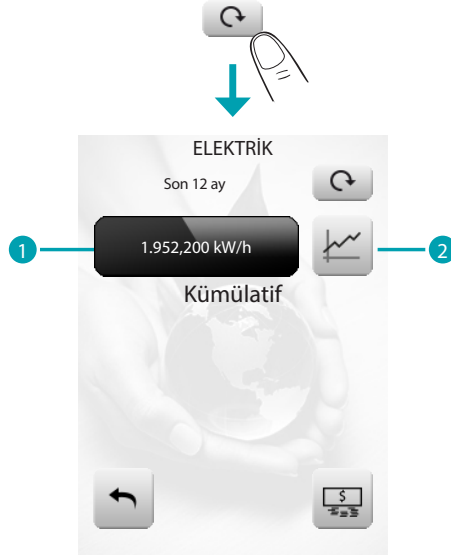 ELEKTRİK
Son 12 ay
1
1.952,200 kW/h
2
Kümülatif
$